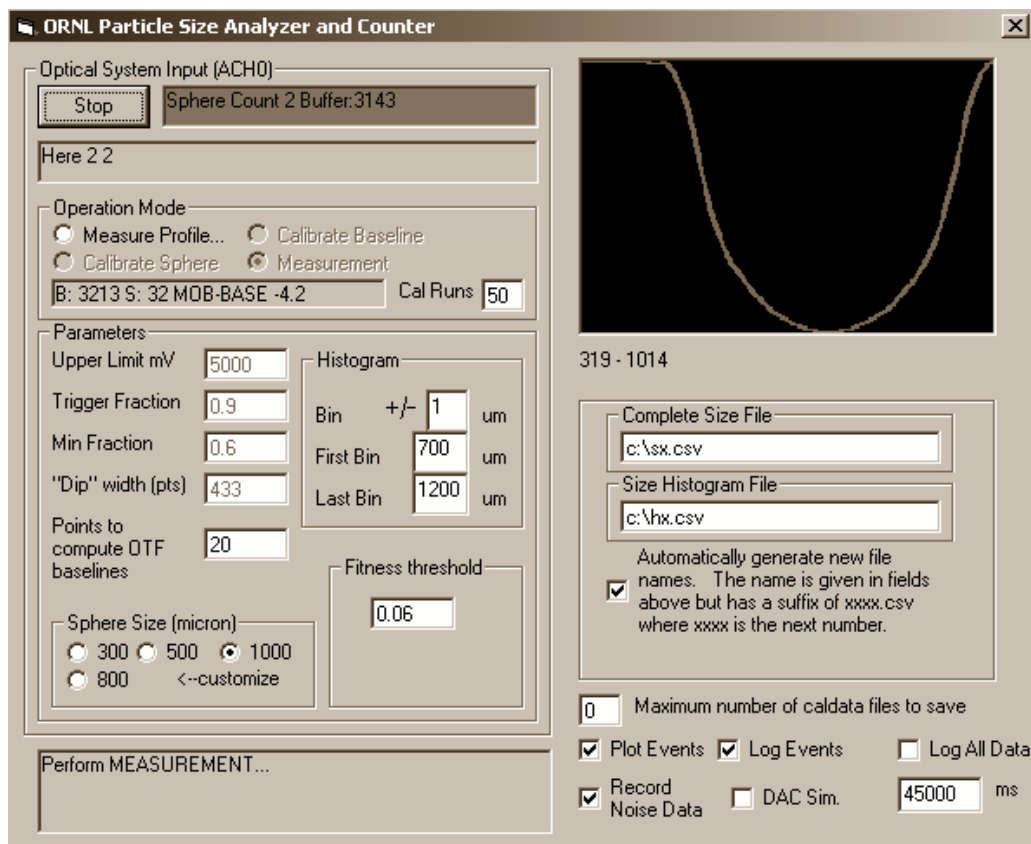 ORNL Particle Size Analyzer and Counter
Optical System Input (ACH0)
Stop
Sphere Count 2 Buffer:3143
Here 2 2
Operation Mode
Measure Profile... Calibrate Baseline
Calibrate Sphere Measurement
B: 3213 S: 32 MOB-BASE -4.2 Cal Runs 50
Parameters
Upper Limit mV 5000
Trigger Fraction 0.9
Min Fraction 0.6
"Dip" width (pts) 433
Points to
compute OTF
baselines
20
Histogram
Bin +/- 1 um
First Bin 700 um
Last Bin 1200 um
Fitness threshold
0.06
Sphere Size (micron)
300 500 1000
800 <--customize
Perform MEASUREMENT...
319 - 1014
Complete Size File
c:\sx.csv
Size Histogram File
c:\hx.csv
Automatically generate new file
names. The name is given in fields
above but has a suffix of xxxx.csv
where xxxx is the next number.
0 Maximum number of caldata files to save
Plot Events Log Events Log All Data
Record
Noise Data
DAC Sim. 45000 ms